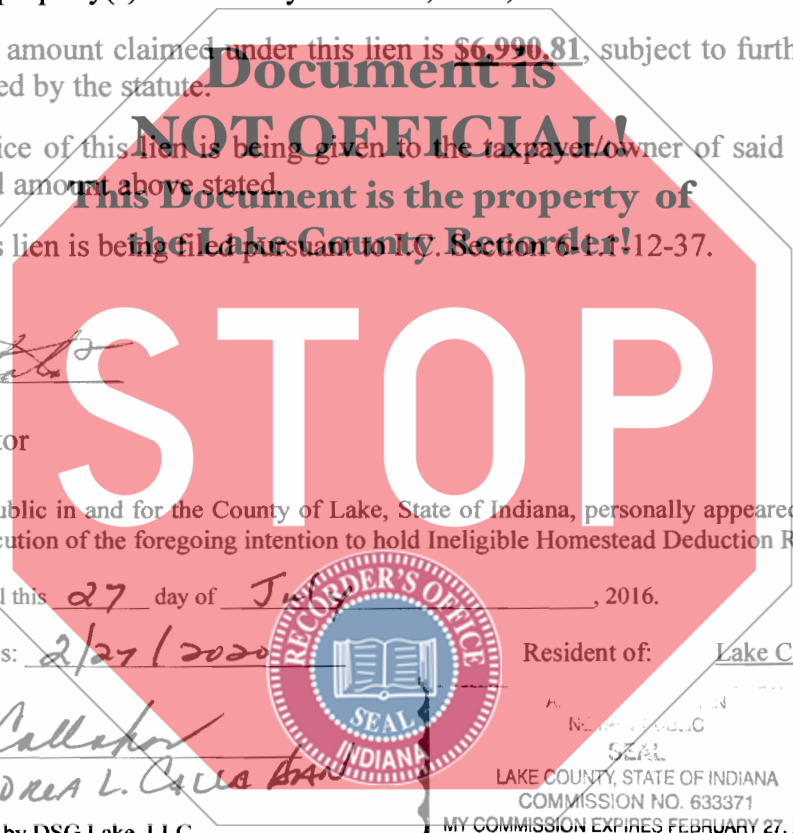 amount claimed under this lien is $6,990.81, subject to furth
ed by the statute.
Document is
NOT OFFICIAL!
ice of this lien is being given to the taxpayer/owner of said
amount above stated.
This Document is the property of
the Lake County Recorder!
s lien is being filed pursuant to I.C. Section 6-1.1-12-37.
STOP
tor
ublic in and for the County of Lake, State of Indiana, personally appeared
cution of the foregoing intention to hold Ineligible Homestead Deduction R
l this 27 day of July, 2016.
s: 2/27/2020 Resident of: Lake C
RECORDER'S OFFICE
SEAL
INDIANA
Callahan
L. Callahan
SEAL
LAKE COUNTY, STATE OF INDIANA
COMMISSION NO. 633371
MY COMMISSION EXPIRES FEBRUARY 27,
by DSG Lake, LLC